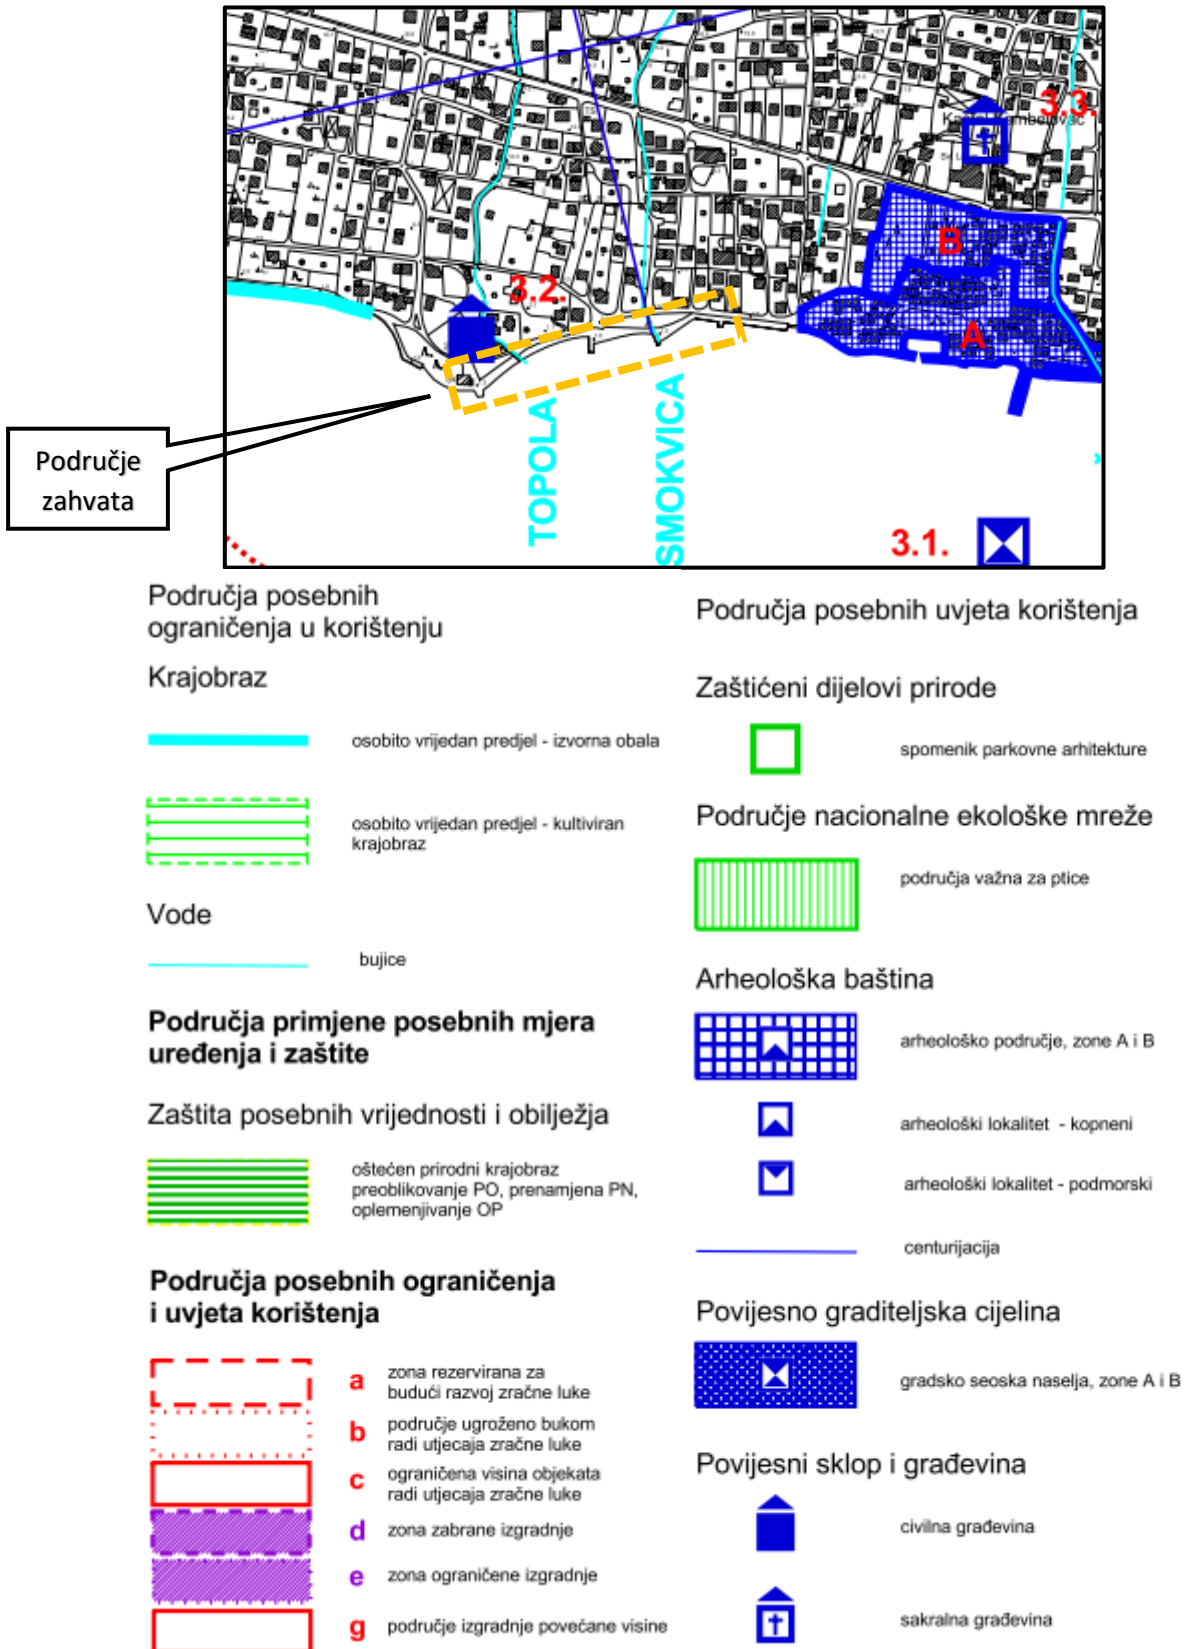 3.3.
Kaštel Kambelovac
B
3.2.
A
Područje
zahvata
TOPOLA
SMOKVICA
3.1.
Područja posebnih
ograničenja u korištenju
Krajobraz
osobito vrijedan predjel - izvorna obala
osobito vrijedan predjel - kultiviran
krajobraz
Vode
bujice
Područja primjene posebnih mjera
uređenja i zaštite
Zaštita posebnih vrijednosti i obilježja
oštećen prirodni krajobraz
preoblikovanje PO, prenamjena PN,
oplemenjivanje OP
Područja posebnih ograničenja
i uvjeta korištenja
a zona rezervirana za
budući razvoj zračne luke
b područje ugroženo bukom
radi utjecaja zračne luke
c ograničena visina objekata
radi utjecaja zračne luke
d zona zabrane izgradnje
e zona ograničene izgradnje
g područje izgradnje povećane visine
Područja posebnih uvjeta korištenja
Zaštićeni dijelovi prirode
spomenik parkovne arhitekture
Područje nacionalne ekološke mreže
područja važna za ptice
Arheološka baština
arheološko područje, zone A i B
arheološki lokalitet - kopneni
arheološki lokalitet - podmorski
centurijacija
Povijesno graditeljska cijelina
gradsko seoska naselja, zone A i B
Povijesni sklop i građevina
civilna građevina
sakralna građevina